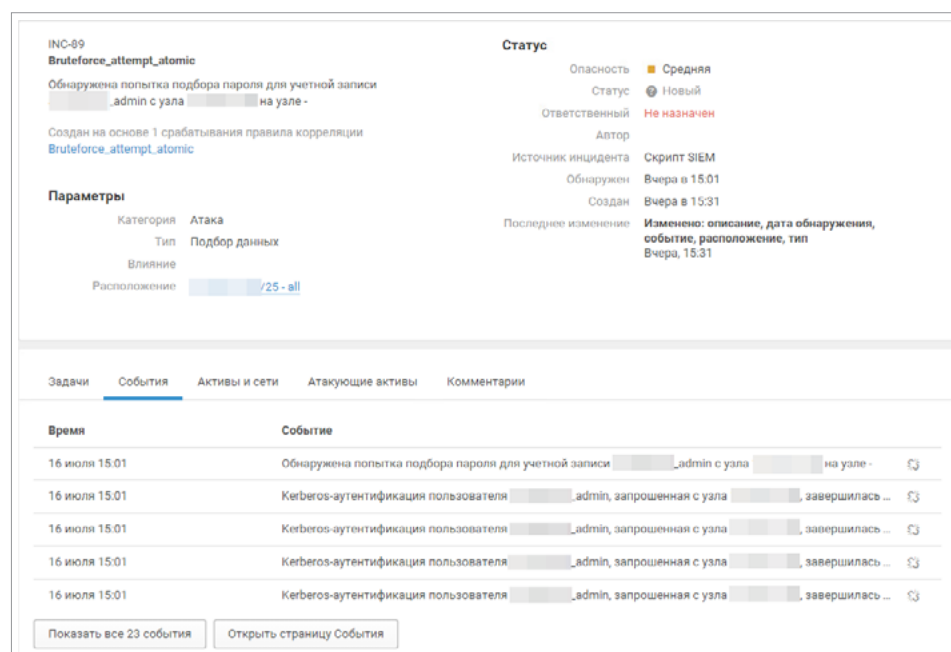 INC-89
Bruteforce_attempt_atomic
Обнаружена попытка подбора пароля для учетной записи
_admin с узла на узле -
Создан на основе 1 срабатывания правила корреляции
Bruteforce_attempt_atomic
Параметры
Категория Атака
Тип Подбор данных
Влияние
Расположение /25 - all
Статус
Опасность Средняя
Статус Новый
Ответственный Не назначен
Автор
Источник инцидента Скрипт SIEM
Обнаружен Вчера в 15:01
Создан Вчера в 15:31
Последнее изменение Изменено: описание, дата обнаружения,
событие, расположение, тип
Вчера, 15:31
Задачи События Активы и сети Атакующие активы Комментарии
Время Событие
16 июля 15:01 Обнаружена попытка подбора пароля для учетной записи _admin с узла на узле -
16 июля 15:01 Kerberos-аутентификация пользователя _admin, запрошенная с узла , завершилась ...
16 июля 15:01 Kerberos-аутентификация пользователя _admin, запрошенная с узла , завершилась ...
16 июля 15:01 Kerberos-аутентификация пользователя _admin, запрошенная с узла , завершилась ...
16 июля 15:01 Kerberos-аутентификация пользователя _admin, запрошенная с узла , завершилась ...
Показать все 23 события Открыть страницу События